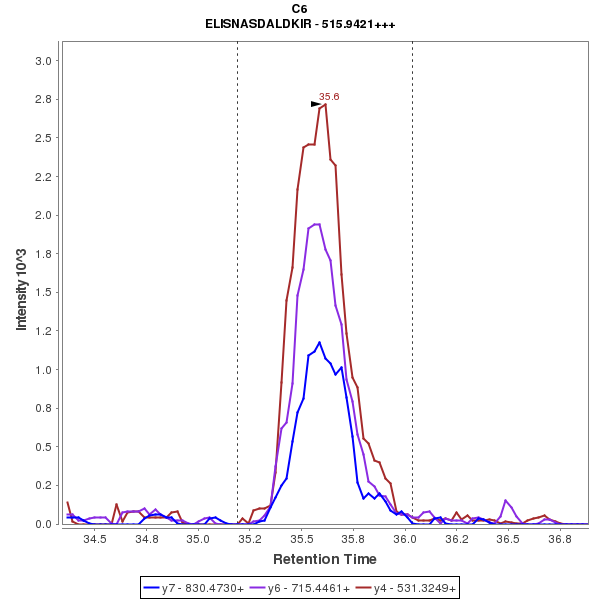 C6
ELISNASDALDKIR - 515.9421+++
35.6
3.0
2.8
2.5
2.2
2.0
1.8
1.5
1.2
1.0
0.8
0.5
0.2
0.0
Intensity 10^3
34.5 34.8 35.0 35.2 35.5 35.8 36.0 36.2 36.5 36.8
Retention Time
y7 - 830.4730+ y6 - 715.4461+ y4 - 531.3249+